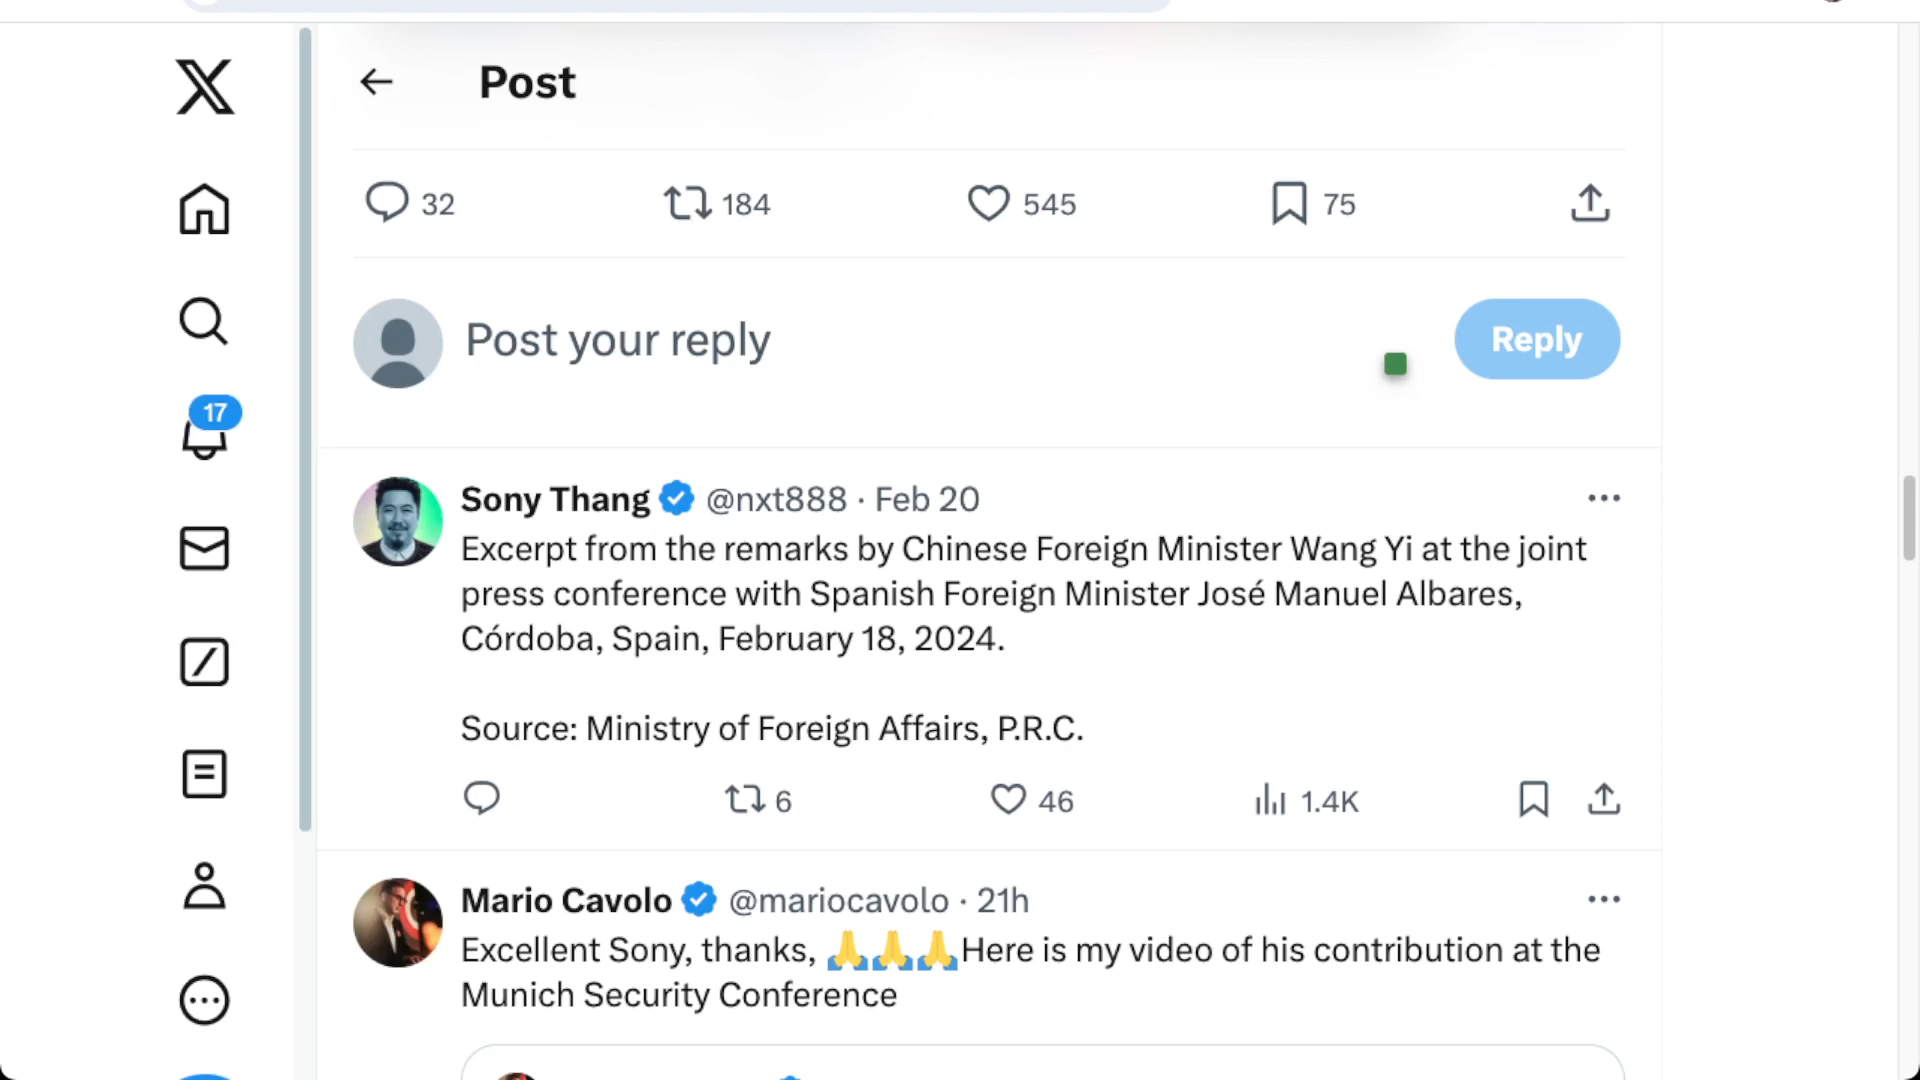 Post
32 184 545 75
Post your reply
Reply
17
Sony Thang @nxt888 · Feb 20
Excerpt from the remarks by Chinese Foreign Minister Wang Yi at the joint
press conference with Spanish Foreign Minister José Manuel Albares,
Córdoba, Spain, February 18, 2024.
Source: Ministry of Foreign Affairs, P.R.C.
6 46 1.4K
Mario Cavolo @mariocavolo · 21h
Excellent Sony, thanks, 🙏🙏🙏Here is my video of his contribution at the
Munich Security Conference